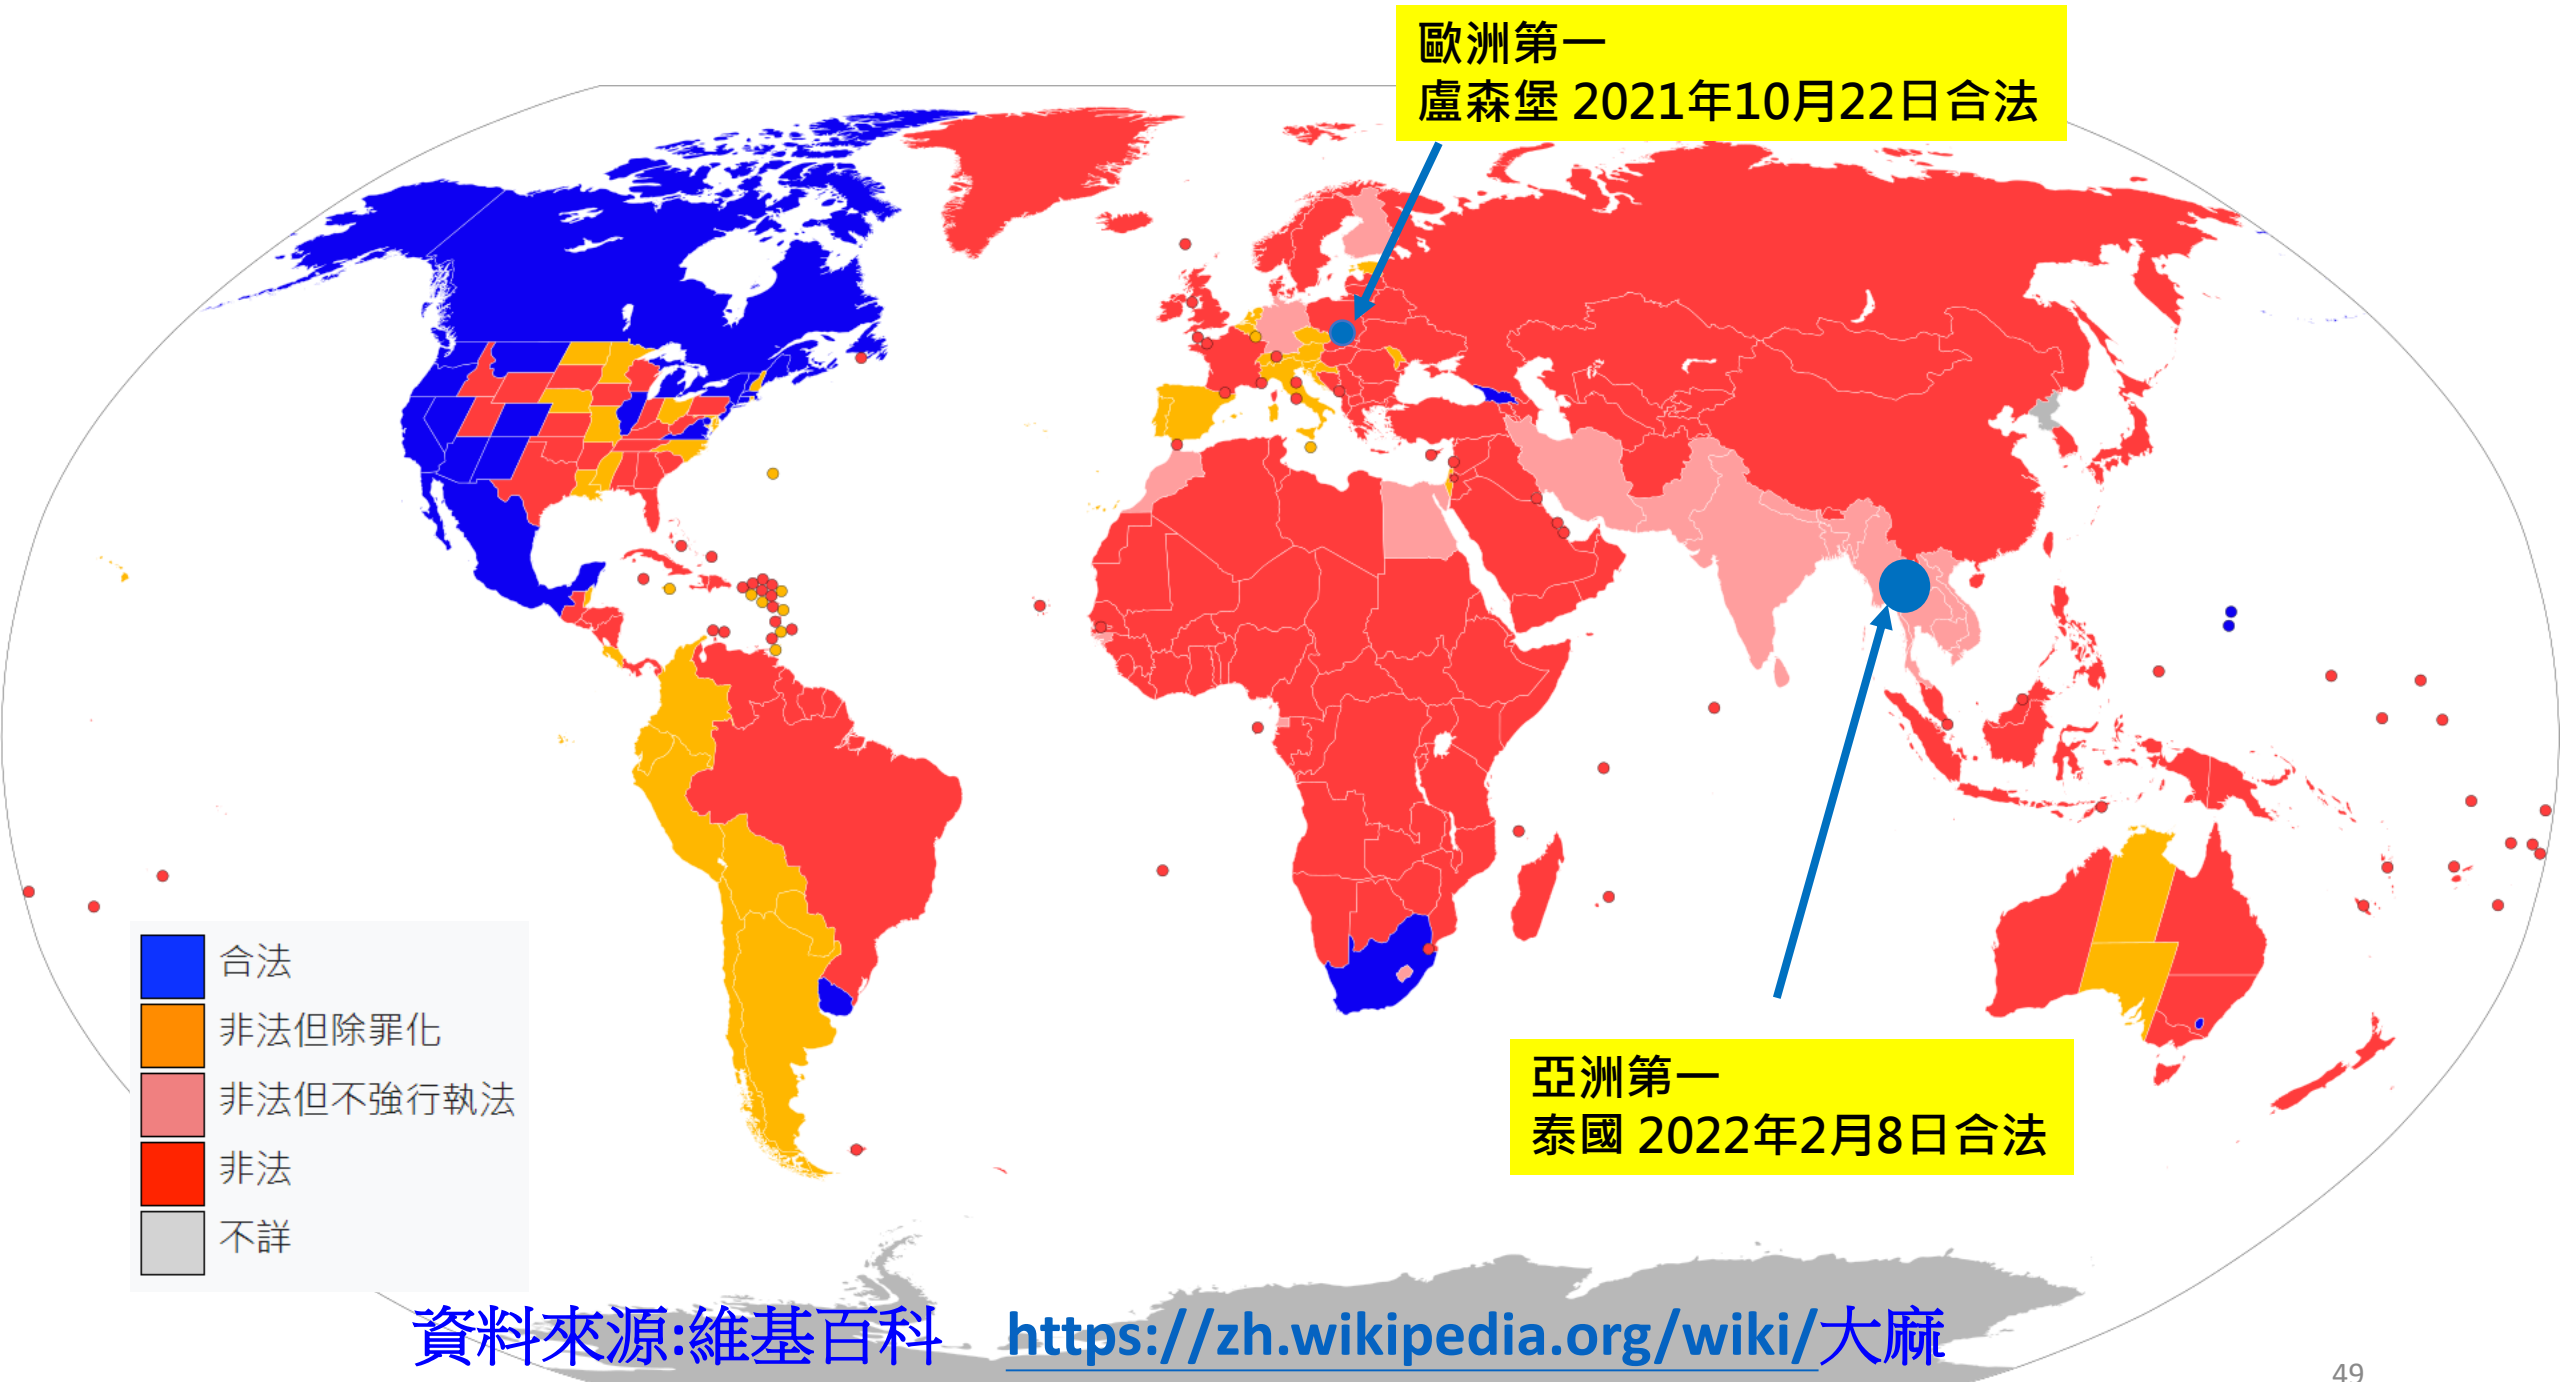 歐洲第一
盧森堡 2021年10月22日合法
合法
非法但除罪化
非法但不強行執法
非法
不詳
亞洲第一
泰國 2022年2月8日合法
資料來源:維基百科 https://zh.wikipedia.org/wiki/大麻
49